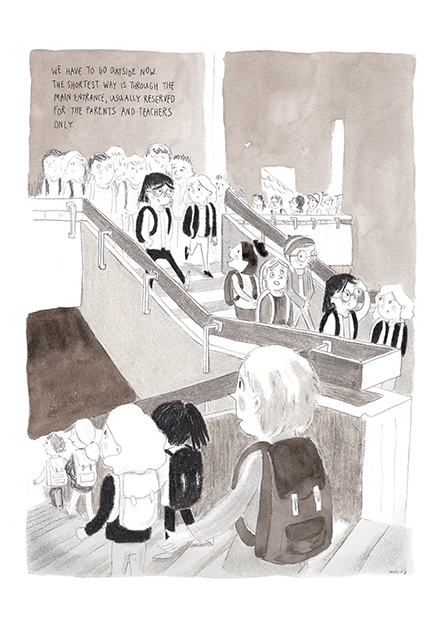 WE HAVE TO GO OUTSIDE NOW.
THE SHORTEST WAY IS THROUGH THE
MAIN ENTRANCE, USUALLY RESERVED
FOR THE PARENTS AND TEACHERS
ONLY.